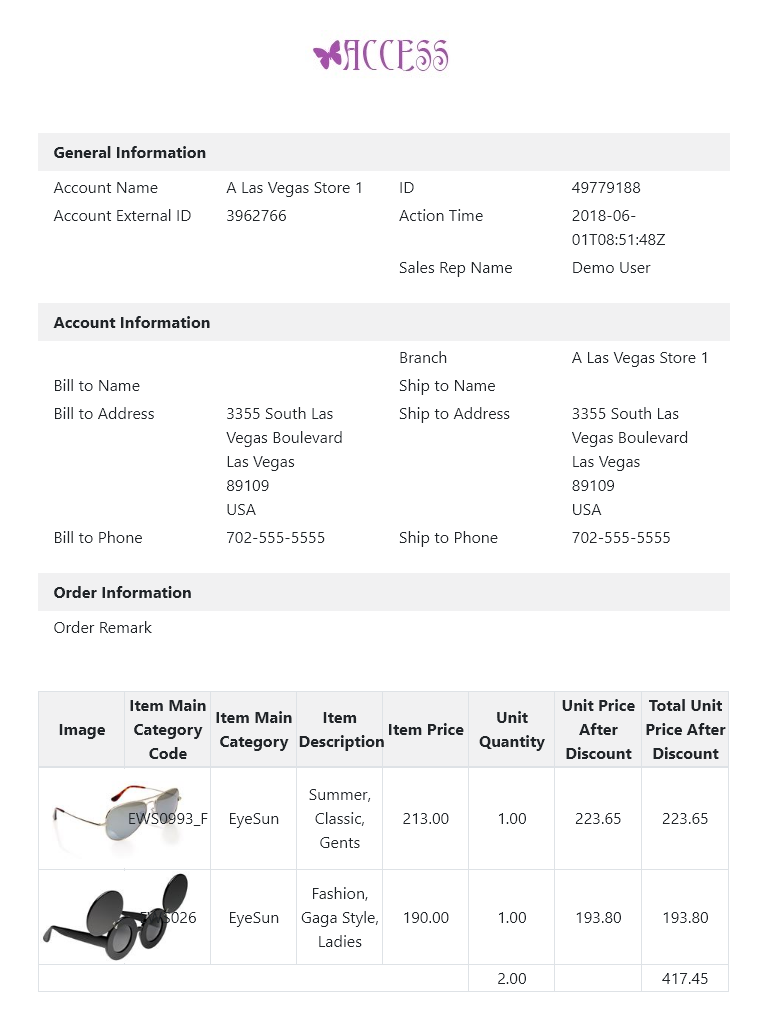 ACCESS
General Information
Account Name A Las Vegas Store 1 ID 49779188
Account External ID 3962766 Action Time 2018-06-
01T08:51:48Z
Sales Rep Name Demo User
Account Information
Branch A Las Vegas Store 1
Bill to Name Ship to Name
Bill to Address 3355 South Las Ship to Address 3355 South Las
Vegas Boulevard Vegas Boulevard
Las Vegas Las Vegas
89109 89109
USA USA
Bill to Phone 702-555-5555 Ship to Phone 702-555-5555
Order Information
Order Remark
Item Main Unit Price Total Unit
Image Category Item Main Item Item Price Unit After Price After
Code Category Description Quantity Discount Discount
Summer,
EWS0993_F EyeSun Classic, 213.00 1.00 223.65 223.65
Gents
Fashion,
EWS026 EyeSun Gaga Style, 190.00 1.00 193.80 193.80
Ladies
2.00 417.45